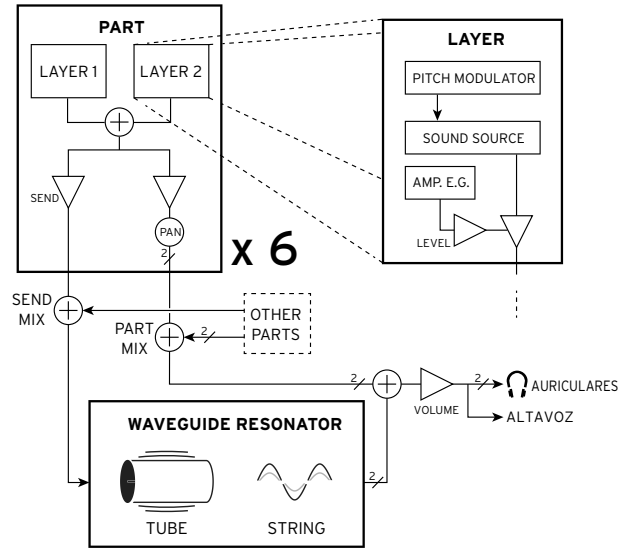 PART
LAYER 1
LAYER 2
SEND
PAN
2
X 6
LAYER
PITCH MODULATOR
SOUND SOURCE
AMP. E.G.
LEVEL
SEND
MIX
PART
MIX
2
OTHER
PARTS
2
VOLUME
2
AURICULARES
ALTAVOZ
WAVEGUIDE RESONATOR
TUBE
STRING
2